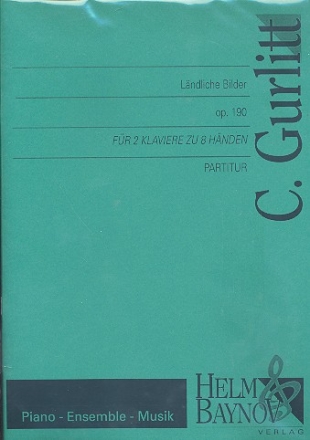 Ländliche Bilder
op. 190
FÜR 2 KLAVIERE ZU 8 HÄNDEN
PARTITUR
C. Gurlitt
Piano - Ensemble - Musik
HELM &
BAYNOV
VERLAG